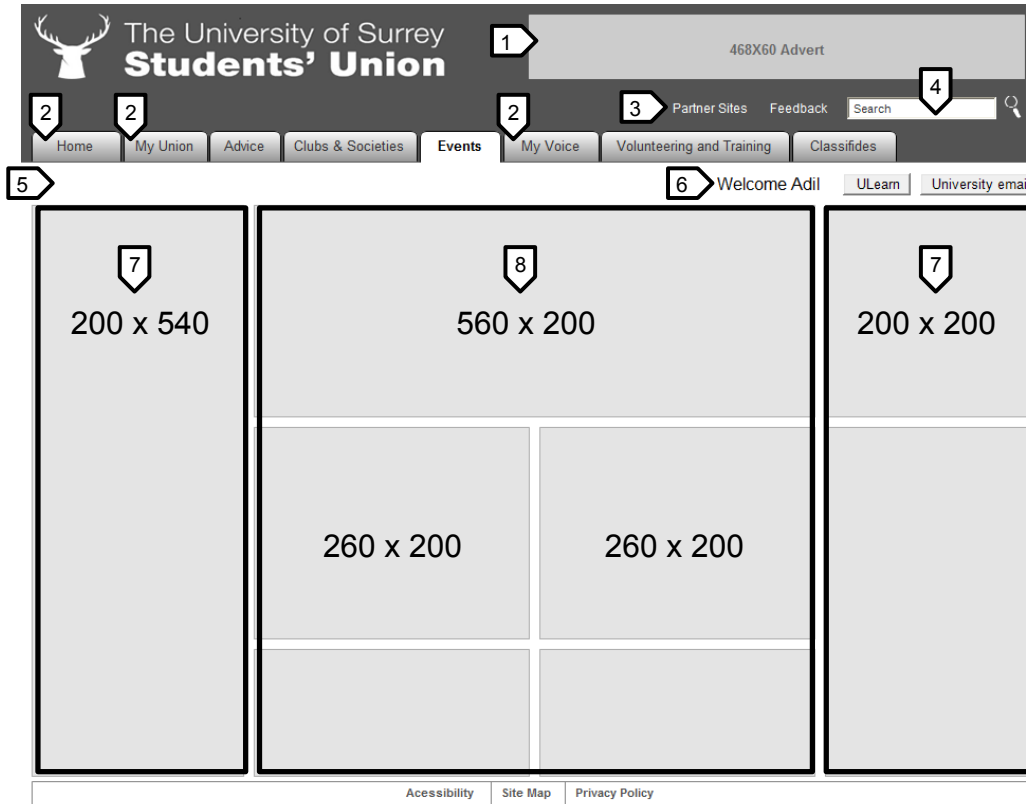 The University of Surrey
Students' Union
1
468X60 Advert
2
2
2
3
Partner Sites
Feedback
Search
4
Home
My Union
Advice
Clubs & Societies
Events
My Voice
Volunteering and Training
Classifides
5
6
Welcome Adil
ULearn
University emai
7
200 x 540
8
560 x 200
7
200 x 200
260 x 200
260 x 200
Acessibility
Site Map
Privacy Policy